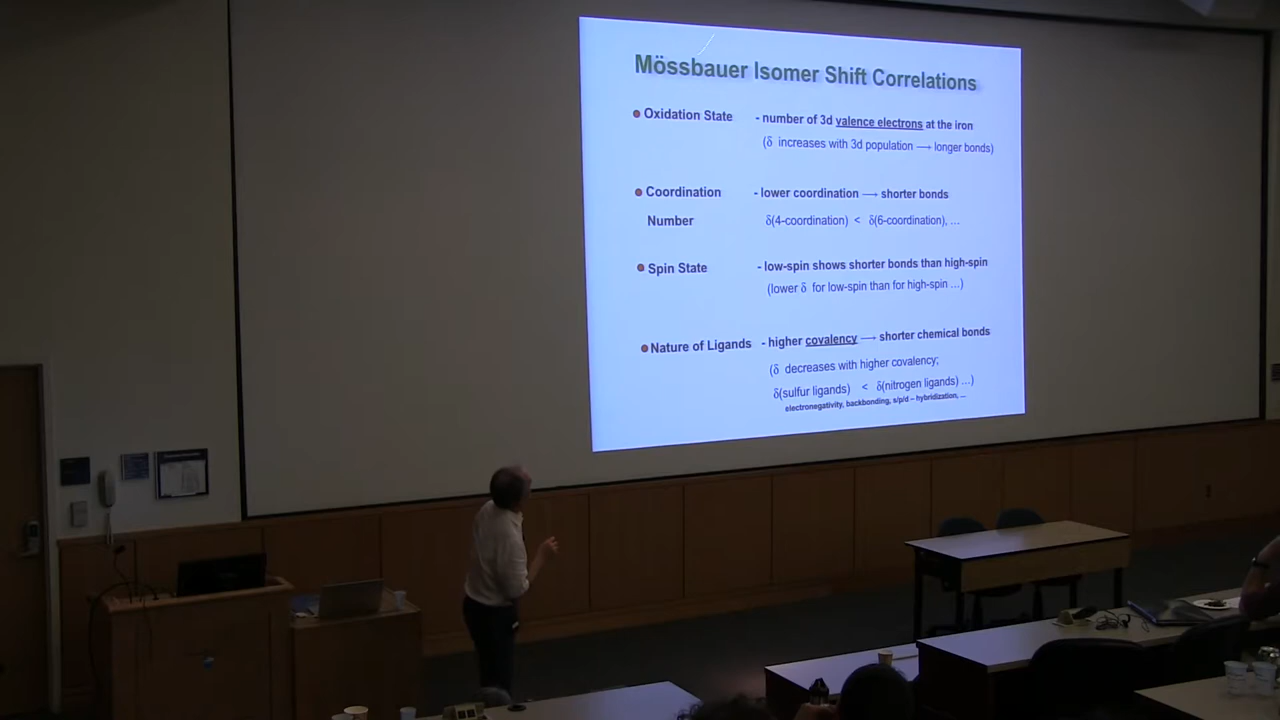 Mössbauer Isomer Shift Correlations
Oxidation State - number of 3d valence electrons at the iron
(δ increases with 3d population → longer bonds)
Coordination - lower coordination → shorter bonds
Number δ(4-coordination) < δ(6-coordination), ...
Spin State - low-spin shows shorter bonds than high-spin
(lower δ for low-spin than for high-spin ...)
Nature of Ligands - higher covalency → shorter chemical bonds
(δ decreases with higher covalency;
δ(sulfur ligands) < δ(nitrogen ligands) ...)
electronegativity, backbonding, s/p/d – hybridization, ...